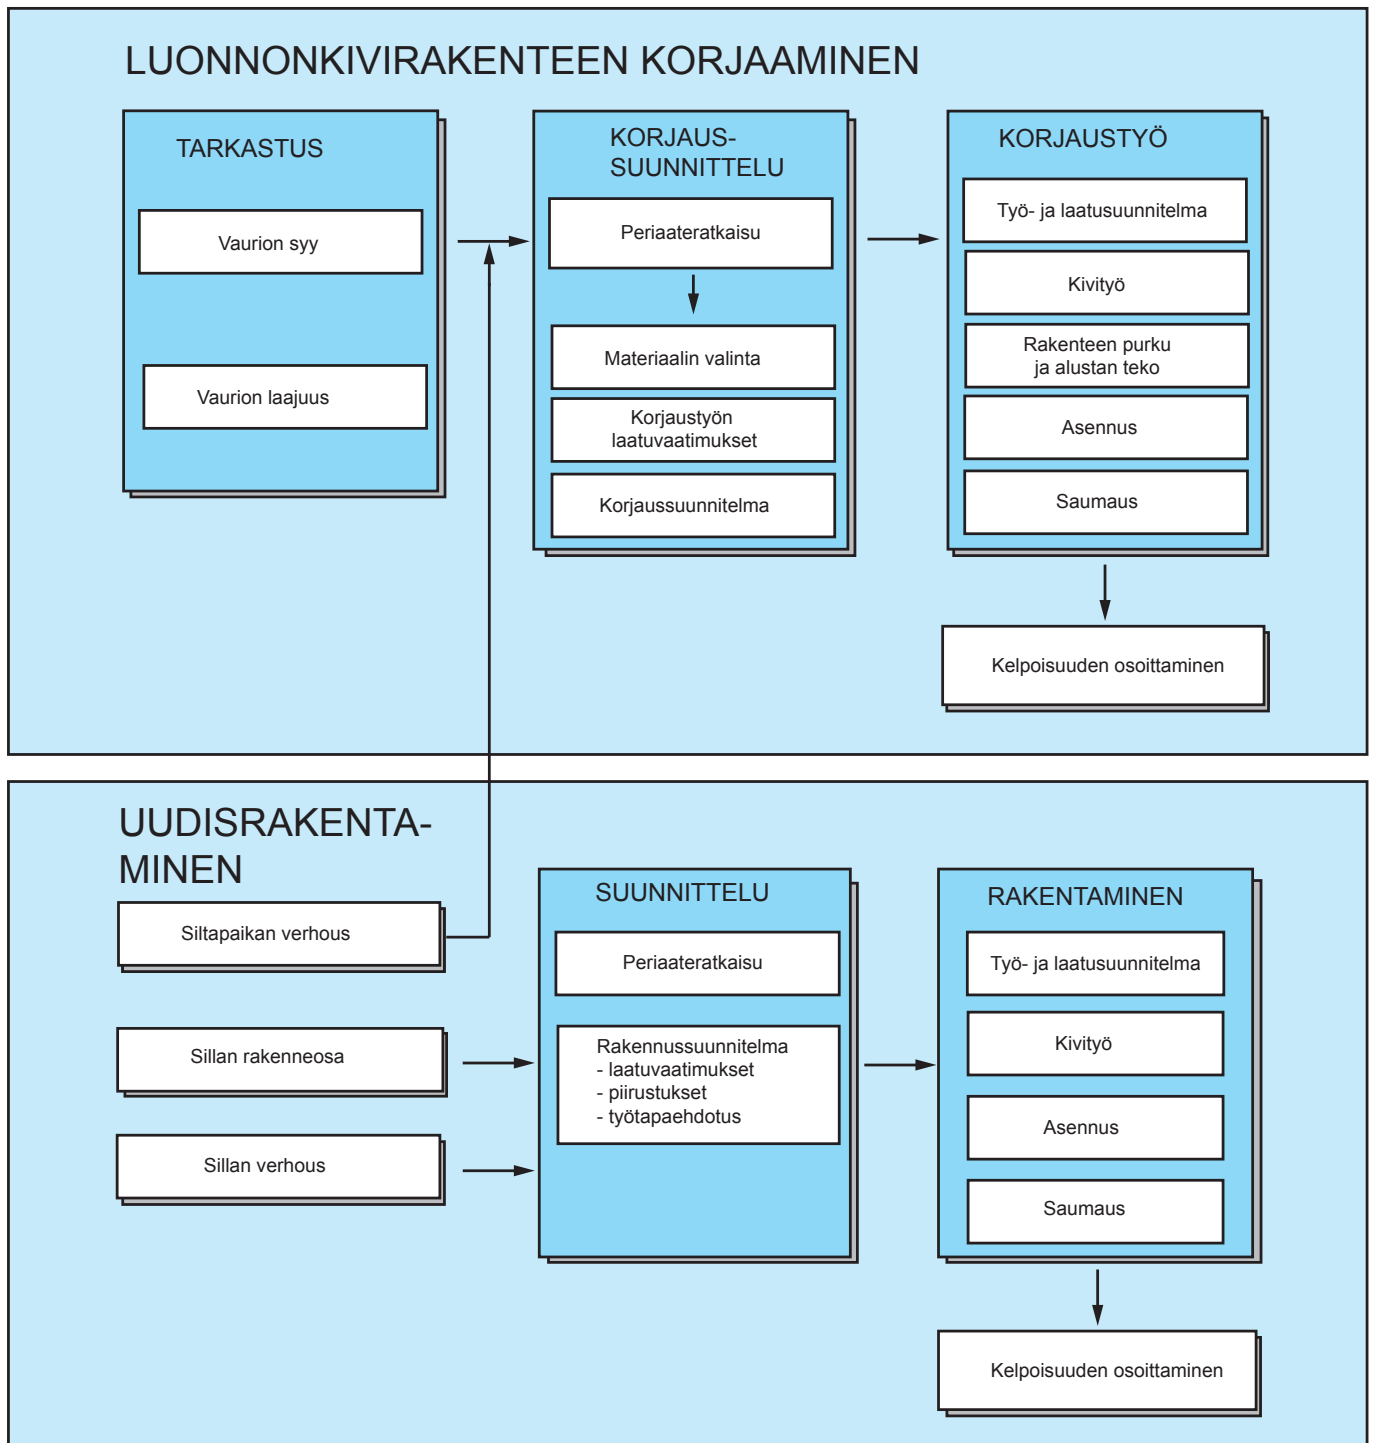 LUONNONKIVIRAKENTEEN KORJAAMINEN
TARKASTUS
Vaurion syy
Vaurion laajuus
KORJAUS-
SUUNNITTELU
Periaateratkaisu
Materiaalin valinta
Korjaustyön
laatuvaatimukset
Korjaussuunnitelma
KORJAUSTYÖ
Työ- ja laatusuunnitelma
Kivityö
Rakenteen purku
ja alustan teko
Asennus
Saumaus
Kelpoisuuden osoittaminen
UUDISRAKENTA-
MINEN
Siltapaikan verhous
Sillan rakenneosa
Sillan verhous
SUUNNITTELU
Periaateratkaisu
Rakennussuunnitelma
- laatuvaatimukset
- piirustukset
- työtapaehdotus
RAKENTAMINEN
Työ- ja laatusuunnitelma
Kivityö
Asennus
Saumaus
Kelpoisuuden osoittaminen